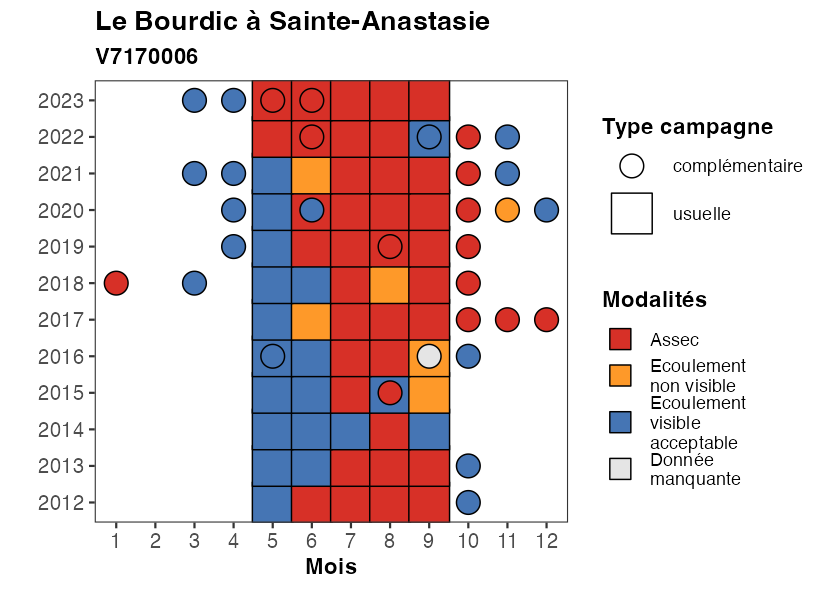 Le Bourdic à Sainte-Anastasie
V7170006
2023
2022
2021
2020
2019
2018
2017
2016
2015
2014
2013
2012
1 2 3 4 5 6 7 8 9 10 11 12
Mois
Type campagne
complémentaire
usuelle
Modalités
Assec
Ecoulement
non visible
Ecoulement
visible
acceptable
Donnée
manquante